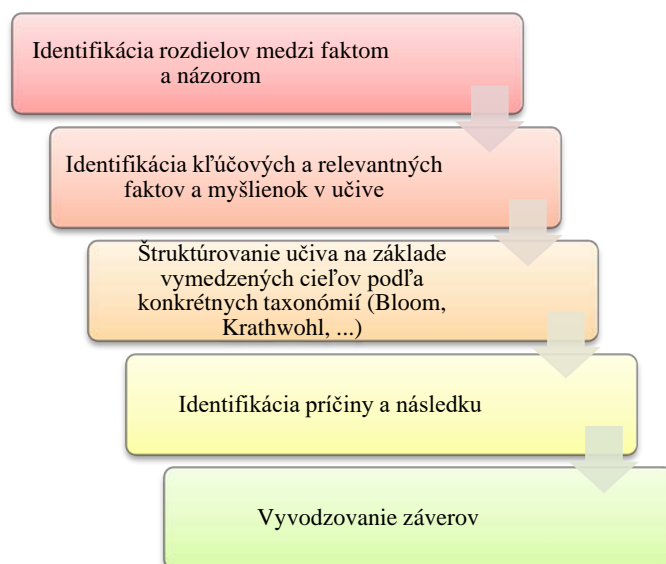 Identifikácia rozdielov medzi faktom
a názorom
Identifikácia kľúčových a relevantných
faktov a myšlienok v učive
Štruktúrovanie učiva na základe
vymedzených cieľov podľa
konkrétnych taxonómií (Bloom,
Krathwohl, ...)
Identifikácia príčiny a následku
Vyvodzovanie záverov